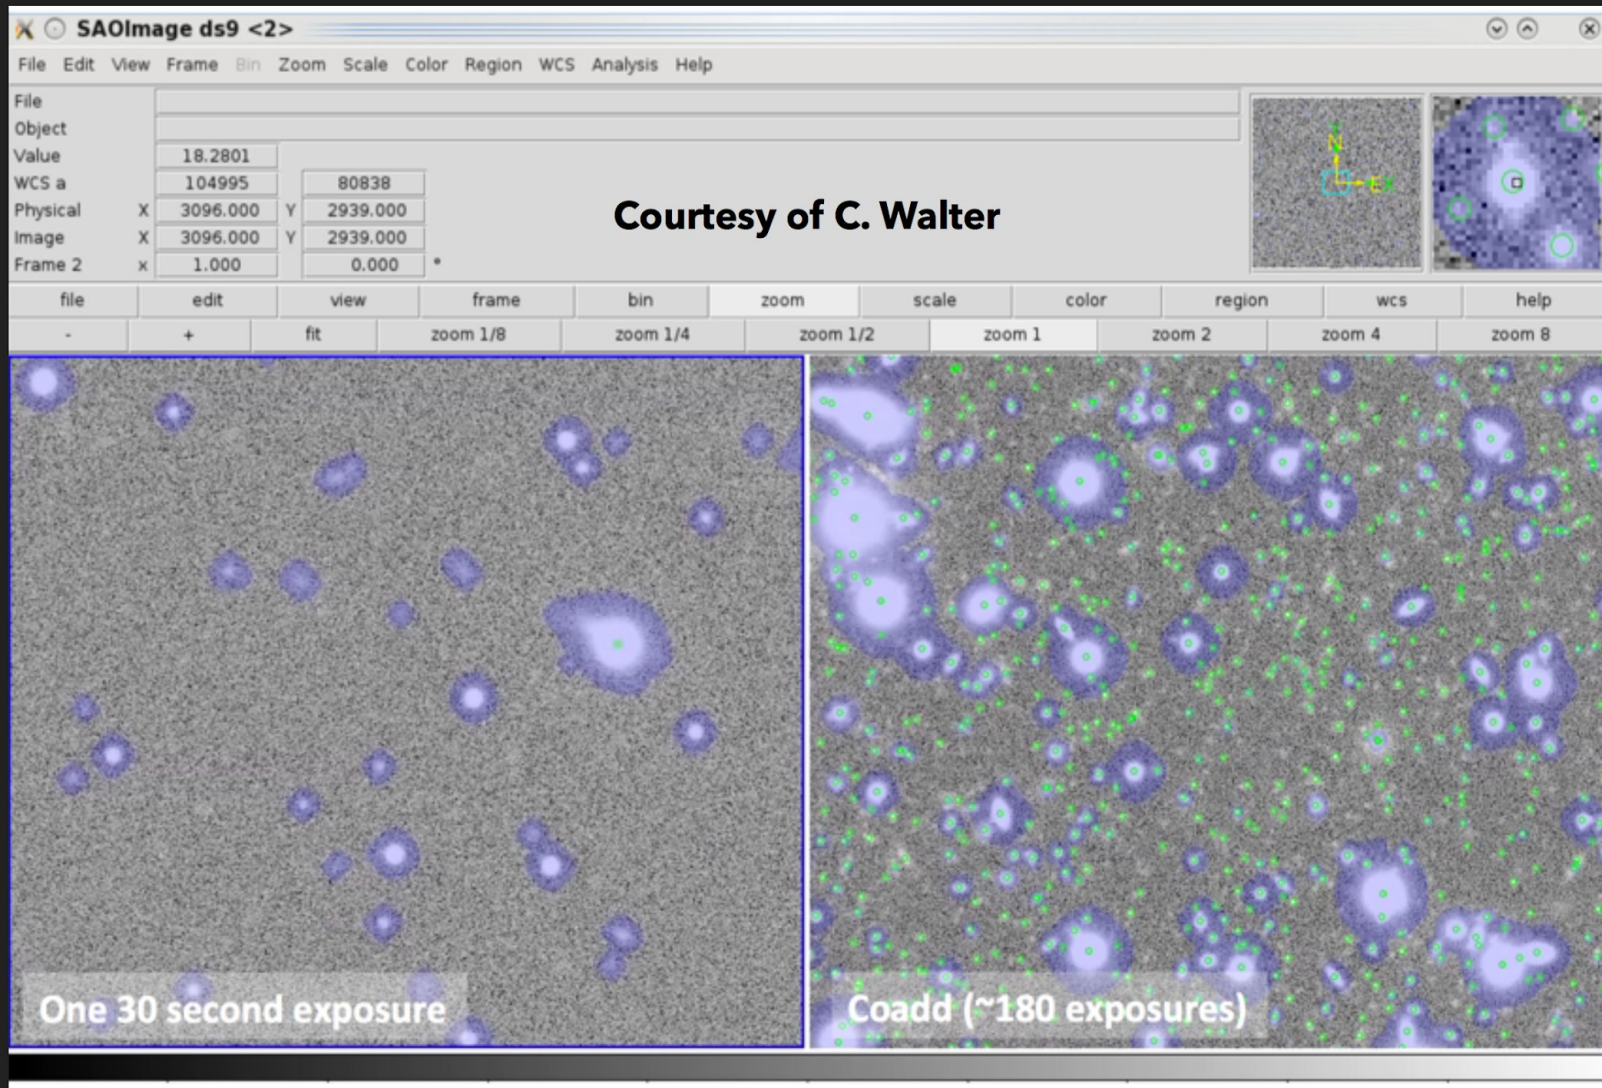 SAOImage ds9 <2>
File Edit View Frame Bin Zoom Scale Color Region WCS Analysis Help
File
Object
Value 18.2801
WCS a 104995 80838
Physical X 3096.000 Y 2939.000
Image X 3096.000 Y 2939.000
Frame 2 x 1.000 0.000 °
Courtesy of C. Walter
N
EX
file edit view frame bin zoom scale color region wcs help
- + fit zoom 1/8 zoom 1/4 zoom 1/2 zoom 1 zoom 2 zoom 4 zoom 8
One 30 second exposure
Coadd (~180 exposures)